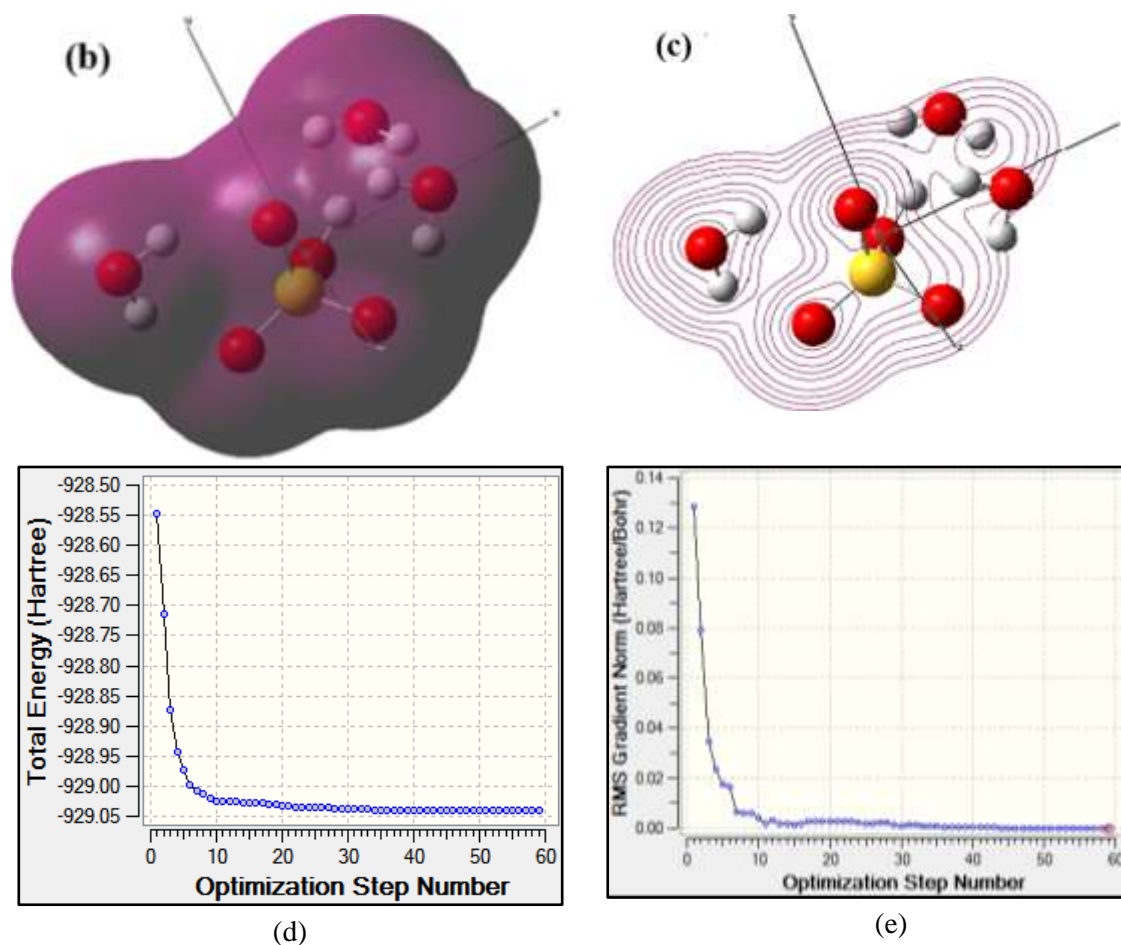 (b)
(c)
-928.50
-928.55
-928.60
-928.65
-928.70
-928.75
-928.80
-928.85
-928.90
-928.95
-929.00
-929.05
Total Energy (Hartree)
0 10 20 30 40 50 60
Optimization Step Number
0.14
0.12
0.10
0.08
0.06
0.04
0.02
0.00
RMS Gradient Norm (Hartree/Bohr)
0 10 20 30 40 50 60
Optimization Step Number
(d)
(e)